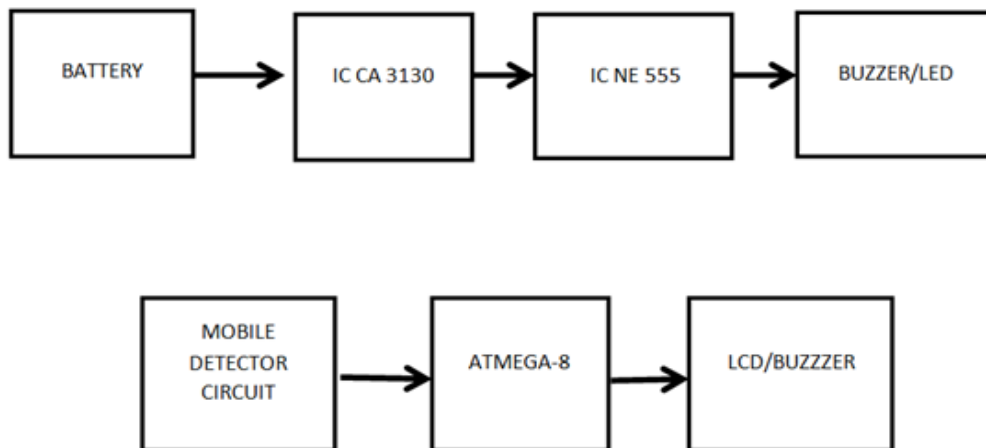 BATTERY
IC CA 3130
IC NE 555
BUZZER/LED
MOBILE
DETECTOR
CIRCUIT
ATMEGA-8
LCD/BUZZZER